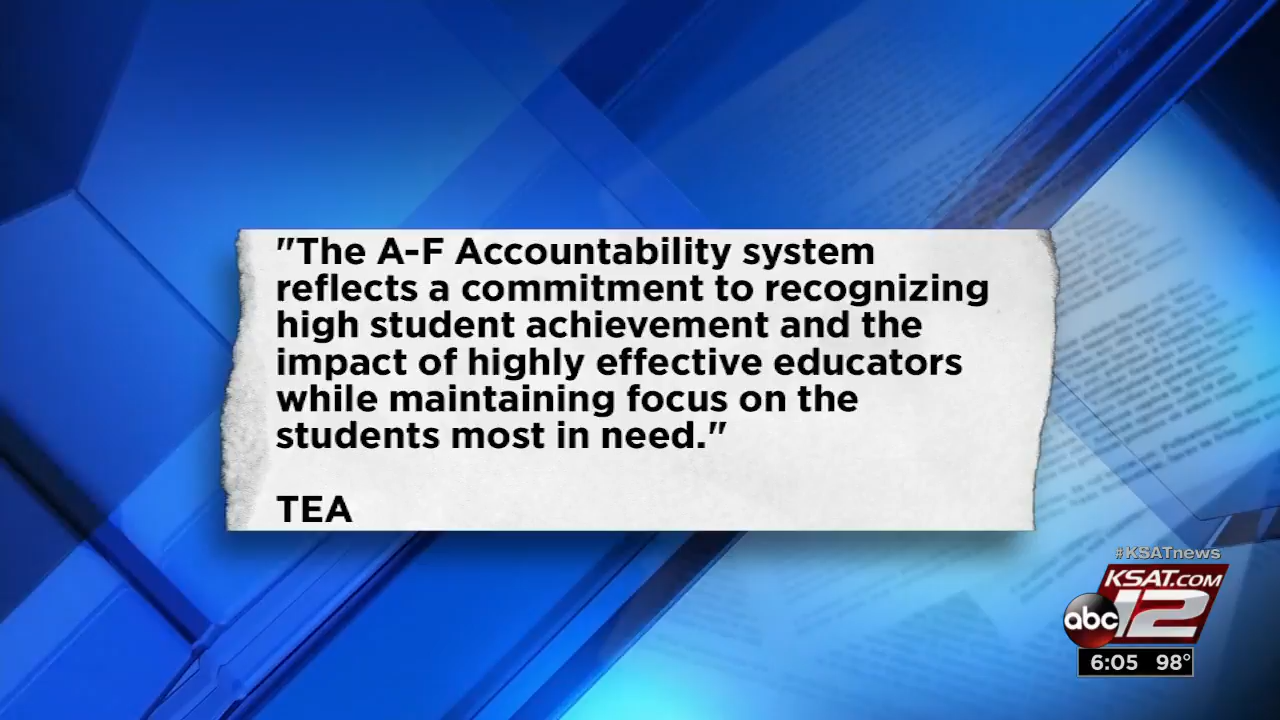 "The A-F Accountability system
reflects a commitment to recognizing
high student achievement and the
impact of highly effective educators
while maintaining focus on the
students most in need."
TEA
#KSATnews
KSAT.COM
abc 12
6:05 98°